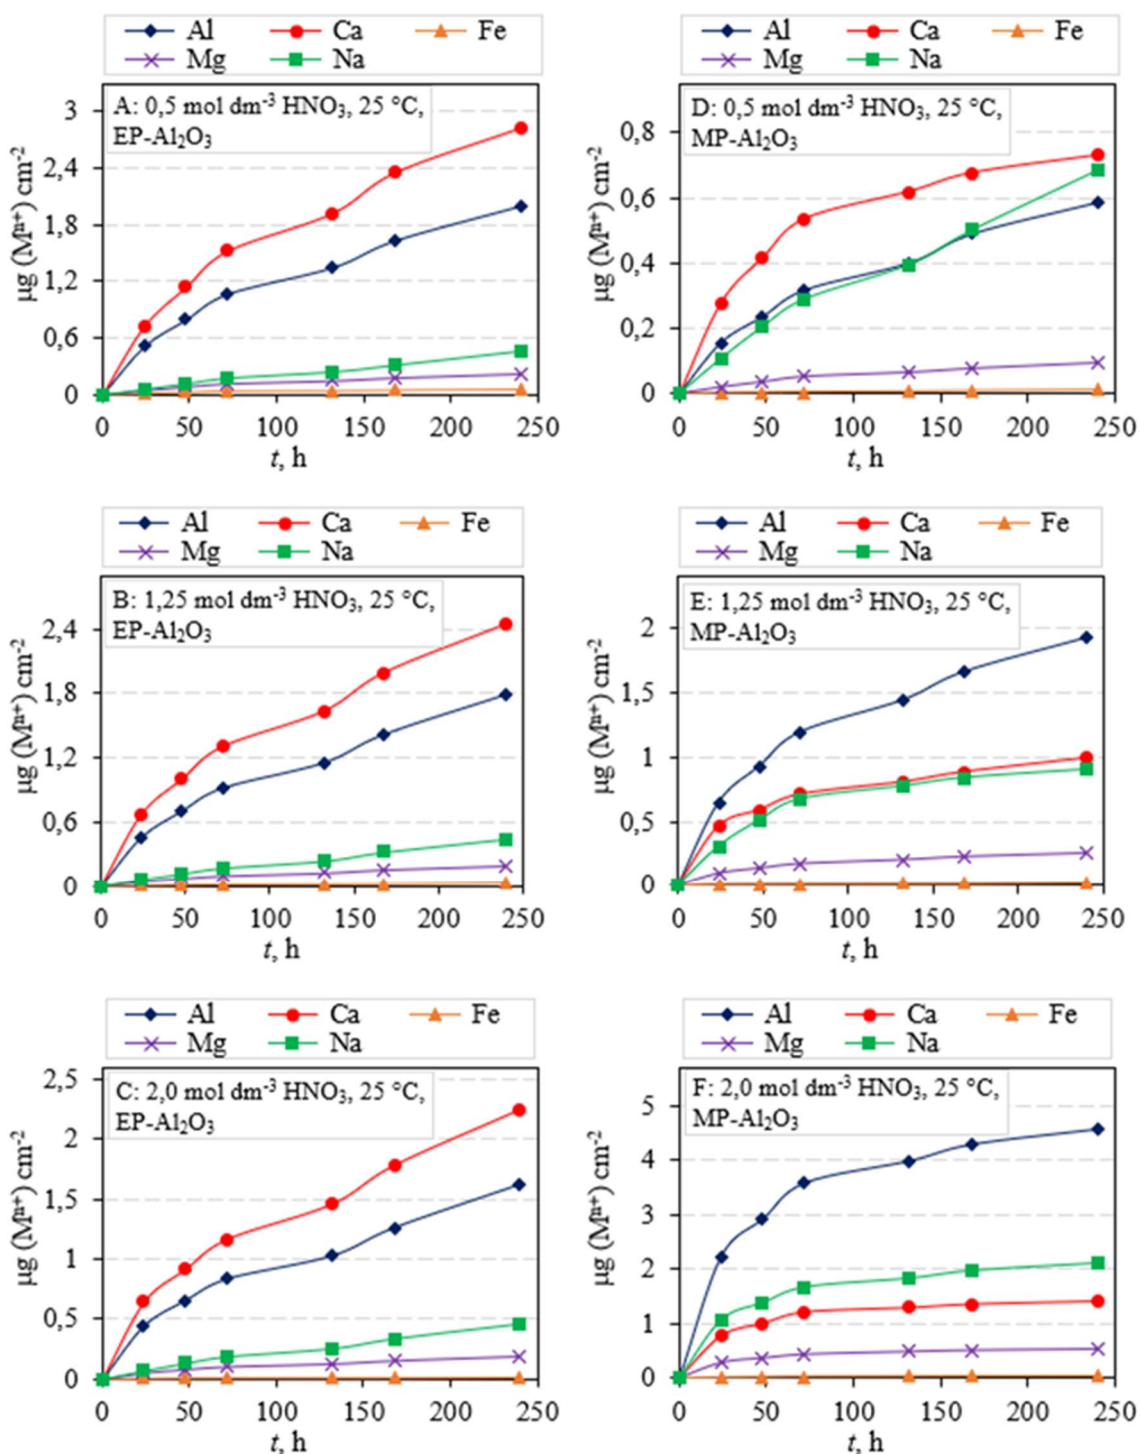 Al Ca Fe
Mg Na
A: 0,5 mol dm⁻³ HNO₃, 25 °C,
EP-Al₂O₃
µg (Mⁿ⁺) cm⁻²
3
2,4
1,8
1,2
0,6
0
0 50 100 150 200 250
t, h
Al Ca Fe
Mg Na
D: 0,5 mol dm⁻³ HNO₃, 25 °C,
MP-Al₂O₃
µg (Mⁿ⁺) cm⁻²
0,8
0,6
0,4
0,2
0
0 50 100 150 200 250
t, h
Al Ca Fe
Mg Na
B: 1,25 mol dm⁻³ HNO₃, 25 °C,
EP-Al₂O₃
µg (Mⁿ⁺) cm⁻²
2,4
1,8
1,2
0,6
0
0 50 100 150 200 250
t, h
Al Ca Fe
Mg Na
E: 1,25 mol dm⁻³ HNO₃, 25 °C,
MP-Al₂O₃
µg (Mⁿ⁺) cm⁻²
2
1,5
1
0,5
0
0 50 100 150 200 250
t, h
Al Ca Fe
Mg Na
C: 2,0 mol dm⁻³ HNO₃, 25 °C,
EP-Al₂O₃
µg (Mⁿ⁺) cm⁻²
2,5
2
1,5
1
0,5
0
0 50 100 150 200 250
t, h
Al Ca Fe
Mg Na
F: 2,0 mol dm⁻³ HNO₃, 25 °C,
MP-Al₂O₃
µg (Mⁿ⁺) cm⁻²
5
4
3
2
1
0
0 50 100 150 200 250
t, h